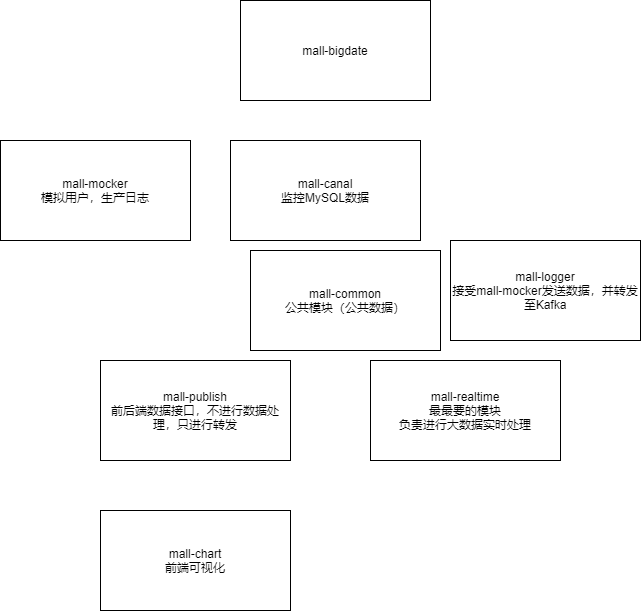 mall-bigdate
mall-mocker
模拟用户，生产日志
mall-canal
监控MySQL数据
mall-common
公共模块（公共数据）
mall-logger
接受mall-mocker发送数据，并转发
至Kafka
mall-publish
前后端数据接口，不进行数据处
理，只进行转发
mall-realtime
最最要的模块
负责进行大数据实时处理
mall-chart
前端可视化